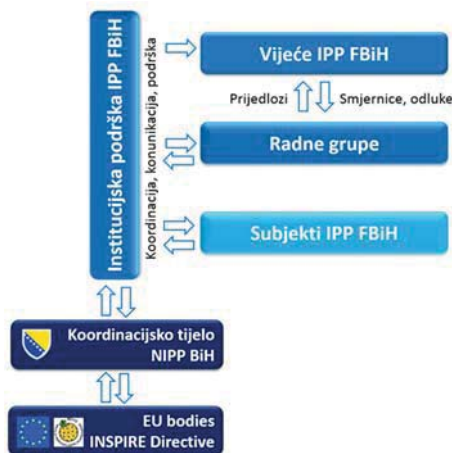 Institucijska podrška IPP FBiH
Koordinacija, konunikacija, podrška
Vijeće IPP FBiH
Prijedlozi
Smjernice, odluke
Radne grupe
Subjekti IPP FBiH
Koordinacijsko tijelo
NIPP BiH
EU bodies
INSPIRE Directive